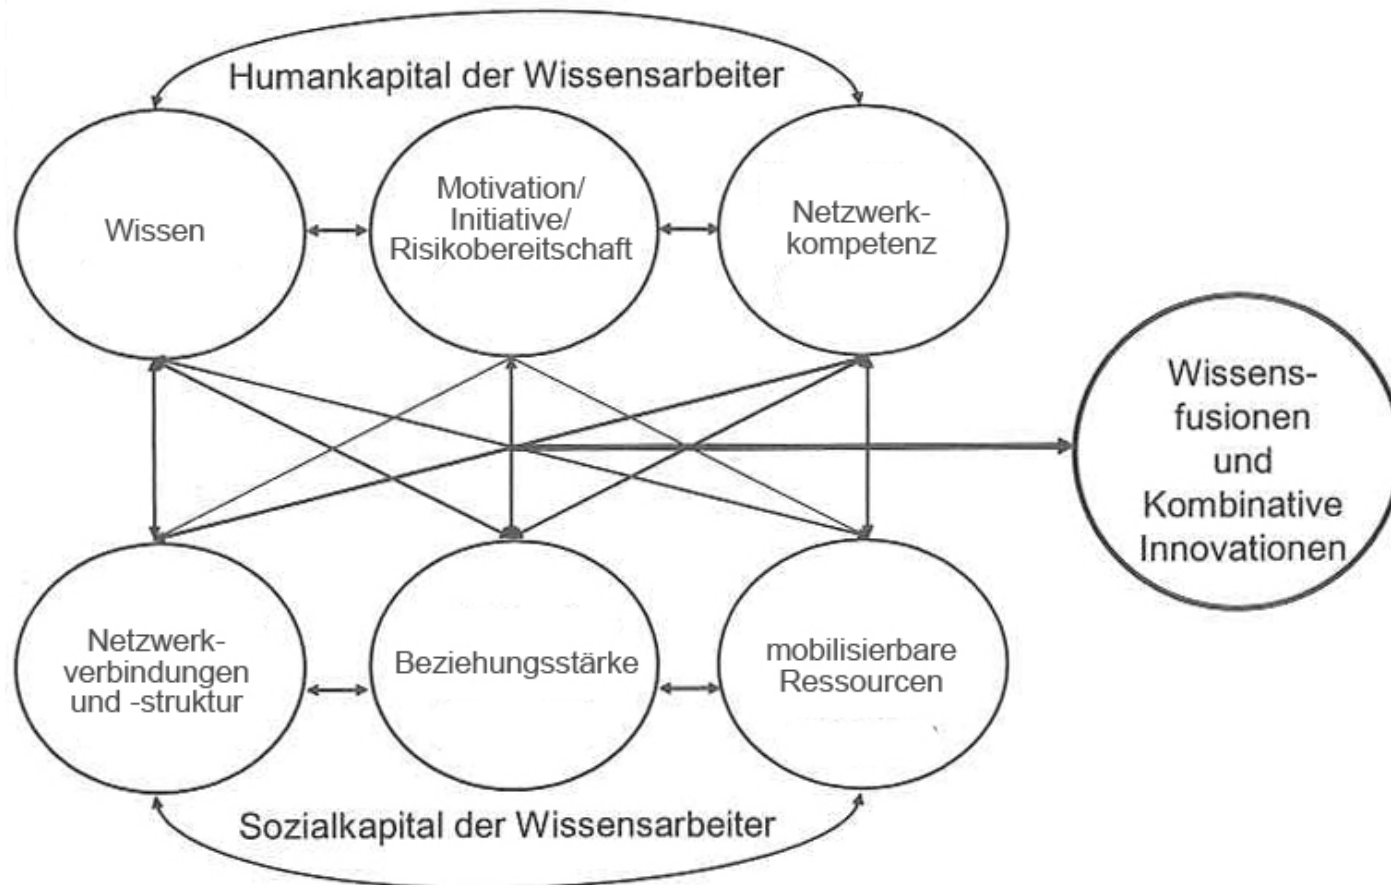 Humankapital der Wissensarbeiter
Wissen
Motivation/
Initiative/
Risikobereitschaft
Netzwerk-
kompetenz
Wissens-
fusionen
und
Kombinative
Innovationen
Netzwerk-
verbindungen
und -struktur
Beziehungsstärke
mobilisierbare
Ressourcen
Sozialkapital der Wissensarbeiter